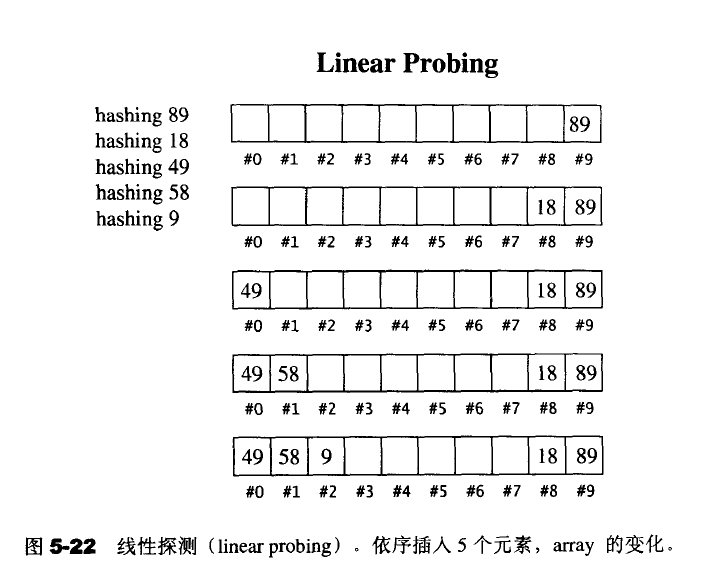 Linear Probing
hashing 89
hashing 18
hashing 49
hashing 58
hashing 9
89
#0 #1 #2 #3 #4 #5 #6 #7 #8 #9
18 89
#0 #1 #2 #3 #4 #5 #6 #7 #8 #9
49 18 89
#0 #1 #2 #3 #4 #5 #6 #7 #8 #9
49 58 18 89
#0 #1 #2 #3 #4 #5 #6 #7 #8 #9
49 58 9 18 89
#0 #1 #2 #3 #4 #5 #6 #7 #8 #9
图 5-22 线性探测（linear probing）。依序插入 5 个元素，array 的变化。